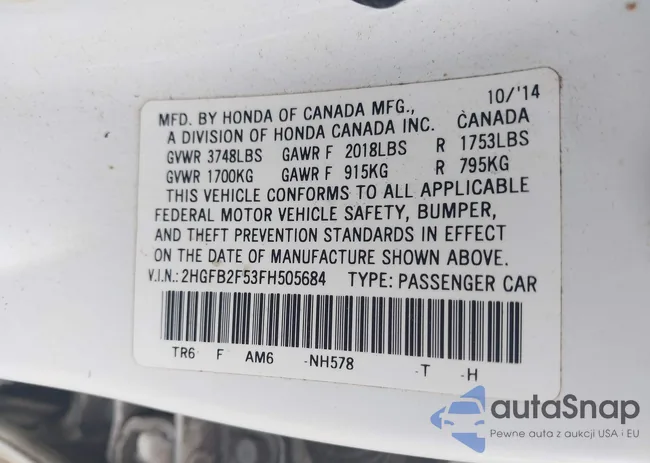 MFD. BY HONDA OF CANADA MFG., 10/'14
A DIVISION OF HONDA CANADA INC. CANADA
GVWR 3748LBS GAWR F 2018LBS R 1753LBS
GVWR 1700KG GAWR F 915KG R 795KG
THIS VEHICLE CONFORMS TO ALL APPLICABLE
FEDERAL MOTOR VEHICLE SAFETY, BUMPER,
AND THEFT PREVENTION STANDARDS IN EFFECT
ON THE DATE OF MANUFACTURE SHOWN ABOVE.
V.I.N.: 2HGFB2F53FH505684 TYPE: PASSENGER CAR
TR6 F AM6 -NH578 -T -H
autaSnap
Pewne auta z aukcji USA i EU